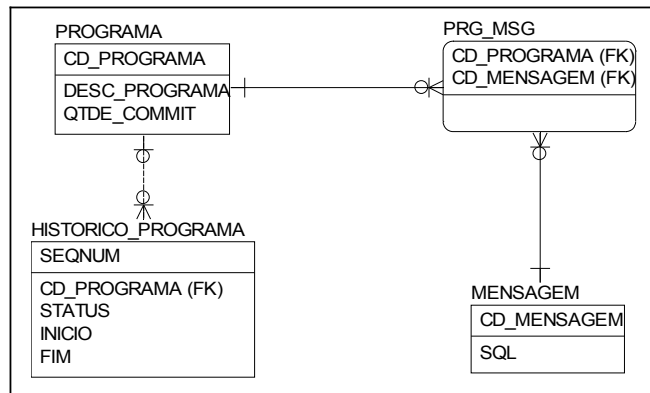 PROGRAMA
CD_PROGRAMA
DESC_PROGRAMA
QTDE_COMMIT
PRG_MSG
CD_PROGRAMA (FK)
CD_MENSAGEM (FK)
HISTORICO_PROGRAMA
SEQNUM
CD_PROGRAMA (FK)
STATUS
INICIO
FIM
MENSAGEM
CD_MENSAGEM
SQL